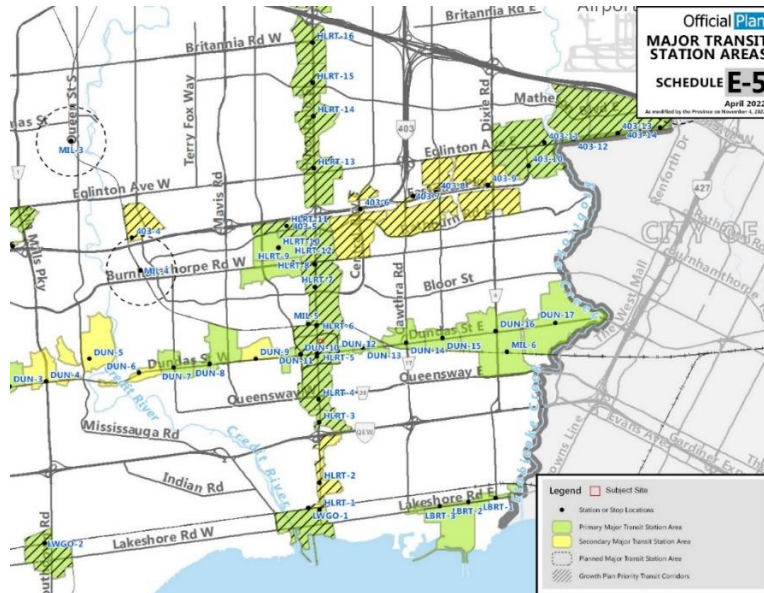 Official Plan
MAJOR TRANSIT
STATION AREAS
SCHEDULE E-5
April 2022
Britannia Rd W
Britannia Rd E
HLRT-16
HLRT-15
HLRT-14
HLRT-13
Queen St S
Terry Fox Way
Mavis Rd
Dixie Rd
403
MIL-3
Eglinton Ave W
403-13
403-14
403-12
403-11
403-10
403-9
403-8
403-6
HLRT-11
403-5
HLRT-10
HLRT-9
HLRT-12
HLRT-8
HLRT-7
403-4
MIL-4
Mills Pky
Renforth Dr
427
CITY OF
The West Mall
Cawthra Rd
Bloor St
Dundas St E
MIL-5
HLRT-6
DUN-17
DUN-16
DUN-15
DUN-14
DUN-13
DUN-12
DUN-10
DUN-11
HLRT-5
MIL-6
DUN-9
DUN-8
DUN-7
DUN-6
DUN-5
DUN-4
DUN-3
Dundas St W
Queensway E
HLRT-4
HLRT-3
QEW
Credit River
Mississauga Rd
Credit River
Indian Rd
HLRT-2
HLRT-1
LWGO-1
LWGO-2
Lakeshore Rd W
Lakeshore Rd E
LBRT-3
LBRT-2
LBRT-1
Legend
Subject Site
Station or Stop Locations
Primary Major Transit Station Area
Secondary Major Transit Station Area
Planned Major Transit Station Area
Growth Plan Priority Transit Corridors